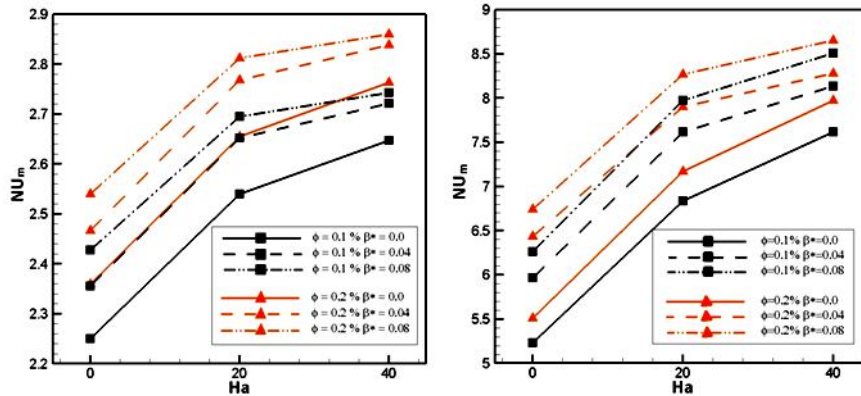 2.9
2.8
2.7
2.6
2.5
2.4
2.3
2.2
NUm
0 20 40
Ha
ϕ = 0.1 % β* = 0.0
ϕ = 0.1 % β* = 0.04
ϕ = 0.1 % β* = 0.08
ϕ = 0.2 % β* = 0.0
ϕ = 0.2 % β* = 0.04
ϕ = 0.2 % β* = 0.08
9
8.5
8
7.5
7
6.5
6
5.5
5
NUm
0 20 40
Ha
ϕ=0.1% β*=0.0
ϕ=0.1% β*=0.04
ϕ=0.1% β*=0.08
ϕ=0.2% β*=0.0
ϕ=0.2% β*=0.04
ϕ=0.2% β*=0.08